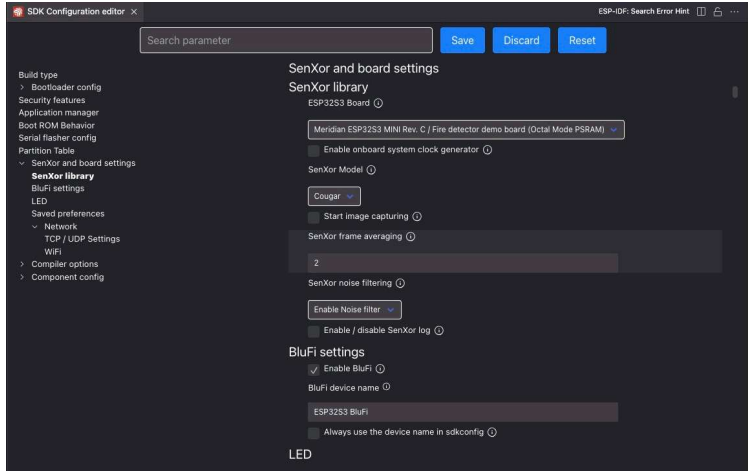 SDK Configuration editor
ESP-IDF: Search Error Hint
Search parameter
Save
Discard
Reset
Build type
Bootloader config
Security features
Application manager
Boot ROM Behavior
Serial flasher config
Partition Table
SenXor and board settings
SenXor library
BluFi settings
LED
Saved preferences
Network
TCP / UDP Settings
WiFi
Compiler options
Component config
SenXor and board settings
SenXor library
ESP32S3 Board
Meridian ESP32S3 MINI Rev. C / Fire detector demo board (Octal Mode PSRAM)
Enable onboard system clock generator
SenXor Model
Cougar
Start image capturing
SenXor frame averaging
2
SenXor noise filtering
Enable Noise filter
Enable / disable SenXor log
BluFi settings
Enable BluFi
BluFi device name
ESP32S3 BluFi
Always use the device name in sdkconfig
LED